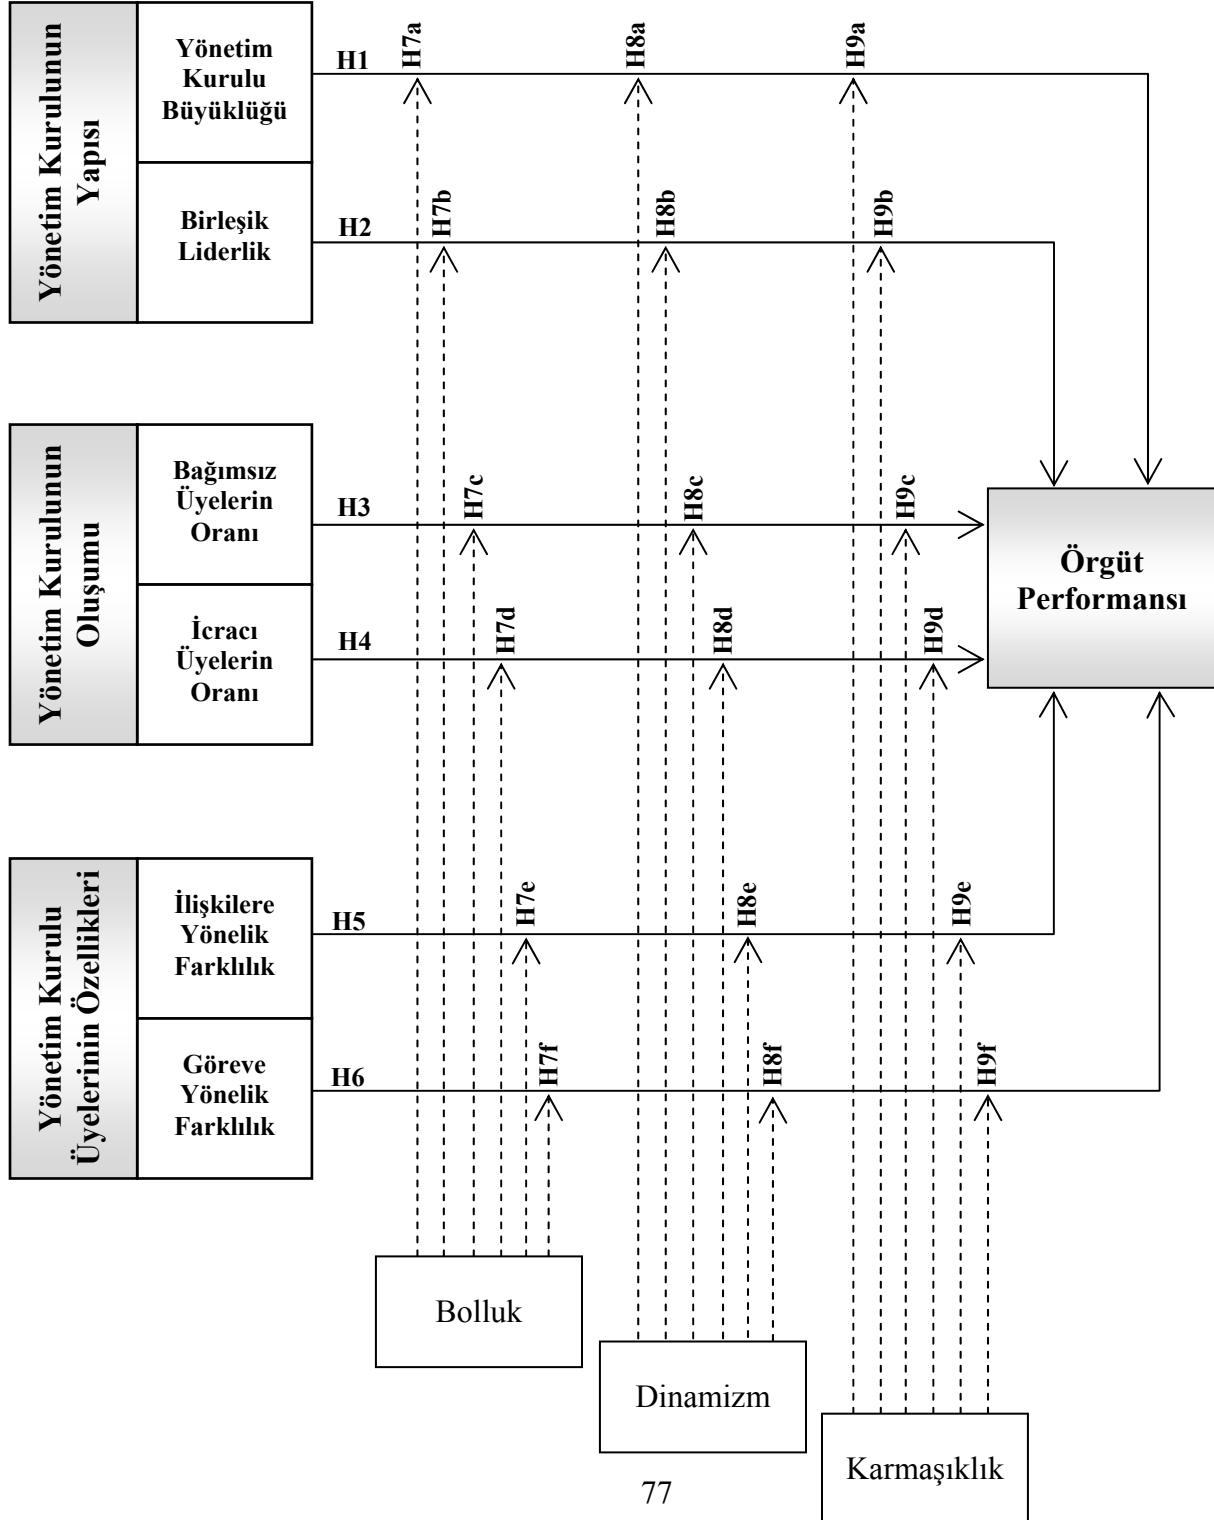 Yönetim Kurulunun
Yapısı
Yönetim
Kurulu
Büyüklüğü
Birleşik
Liderlik
H1
H7a
H8a
H9a
H2
H7b
H8b
H9b
Yönetim Kurulunun
Oluşumu
Bağımsız
Üyelerin
Oranı
İcracı
Üyelerin
Oranı
H3
H7c
H8c
H9c
H4
H7d
H8d
H9d
Örgüt
Performansı
Yönetim Kurulu
Üyelerinin Özellikleri
İlişkilere
Yönelik
Farklılık
Göreve
Yönelik
Farklılık
H5
H7e
H8e
H9e
H6
H7f
H8f
H9f
Bolluk
Dinamizm
Karmaşıklık
77